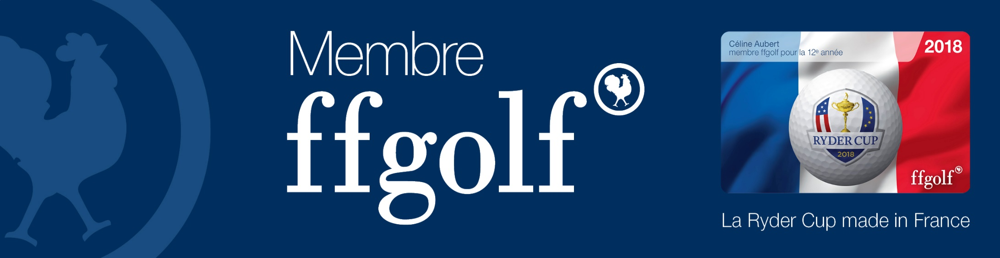 Membre
ffgolf
Céline Aubert
membre ffgolf pour la 12e année
2018
RYDER CUP
2018
ffgolf
La Ryder Cup made in France